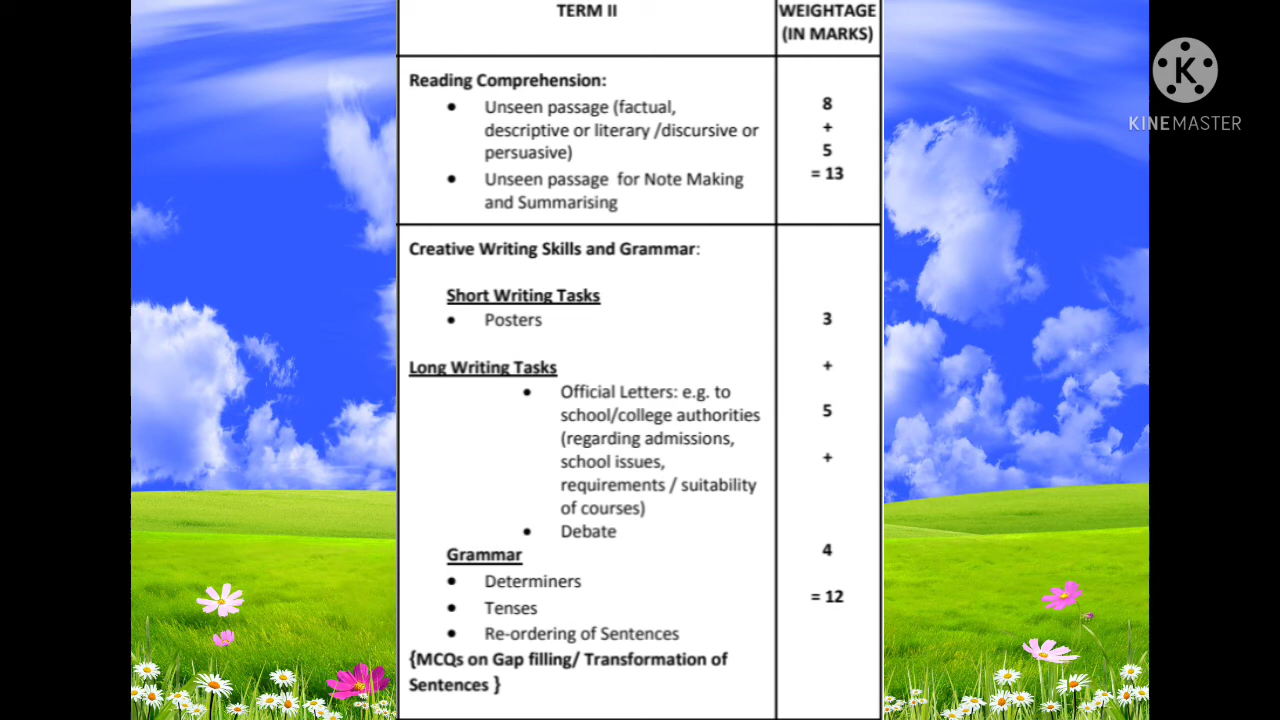 TERM II
WEIGHTAGE
(IN MARKS)
Reading Comprehension:
• Unseen passage (factual,
descriptive or literary /discursive or
persuasive)
• Unseen passage for Note Making
and Summarising
8
+
5
= 13
Creative Writing Skills and Grammar:
Short Writing Tasks
• Posters
Long Writing Tasks
• Official Letters: e.g. to
school/college authorities
(regarding admissions,
school issues,
requirements / suitability
of courses)
• Debate
Grammar
• Determiners
• Tenses
• Re-ordering of Sentences
{MCQs on Gap filling/ Transformation of
Sentences }
3
+
5
+
4
= 12
K
KINEMASTER